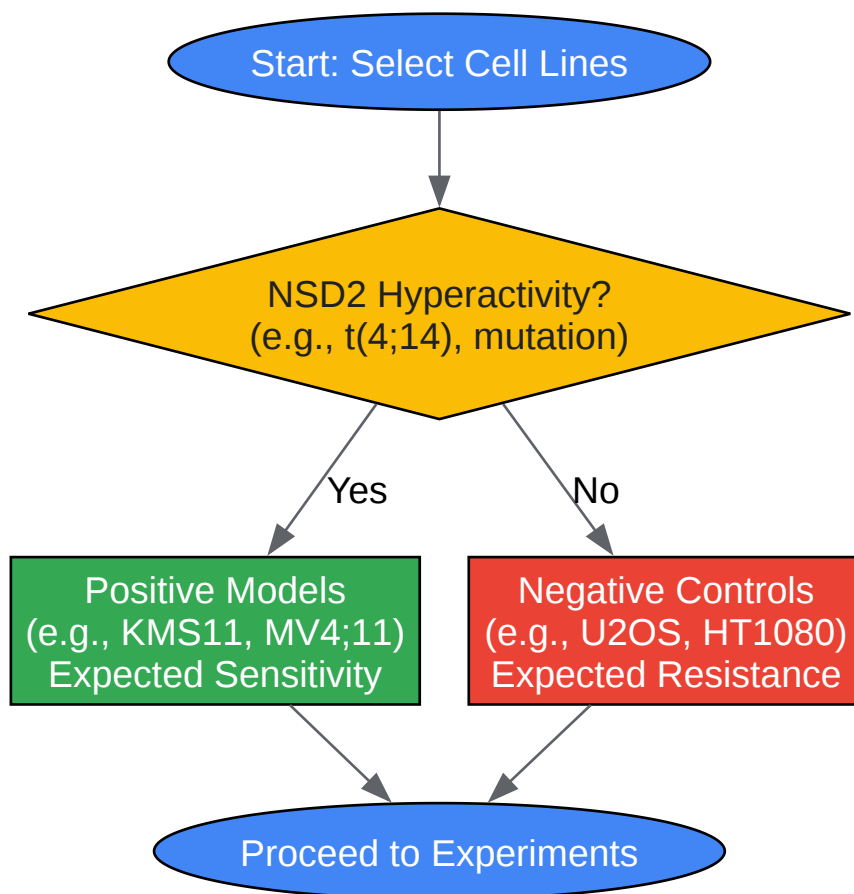 Start: Select Cell Lines
NSD2 Hyperactivity?
(e.g., t(4;14), mutation)
Yes
No
Positive Models
(e.g., KMS11, MV4;11)
Expected Sensitivity
Negative Controls
(e.g., U2OS, HT1080)
Expected Resistance
Proceed to Experiments